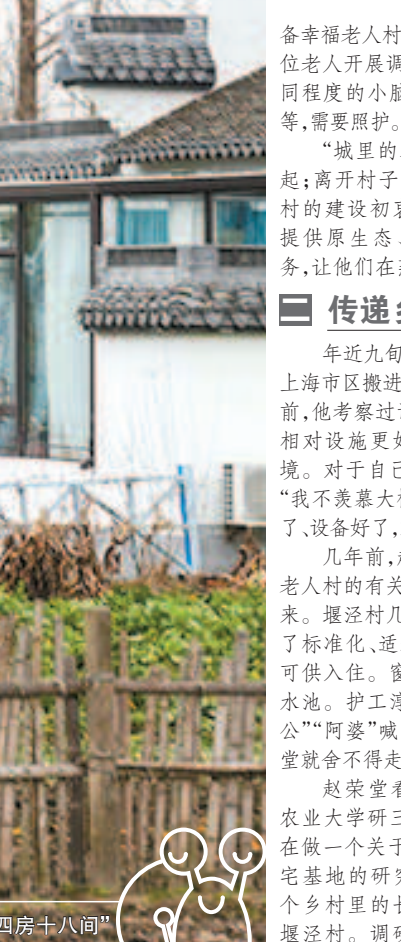 备幸福老人村
位老人开展调
同程度的小脑
等,需要照护。
“城里的
起;离开村子
村的建设初衷
提供原生态、
务,让他们在
传递
年近九旬
上海市区搬进
前,他考察过
相对设施更好
境。对于自己
“我不羡慕大
了、设备好了,
几年前,
老人村的有关
来。堰泾村几
了标准化、适
可供入住。窗
水池。护工淳
公”“阿婆”喊
堂就舍不得走
赵荣堂看
农业大学研三
在做一个关于
宅基地的研究
个乡村里的长
堰泾村。调研
四房十八间”